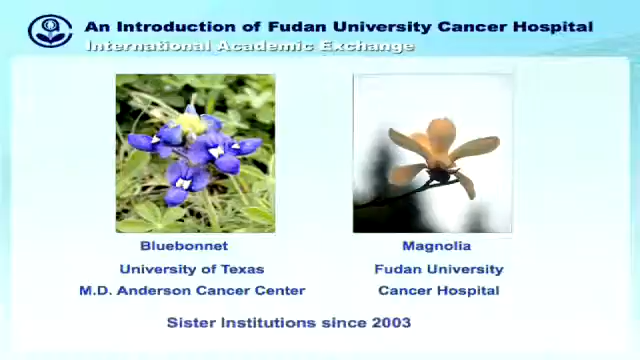 An Introduction of Fudan University Cancer Hospital
International Academic Exchange
Bluebonnet
Magnolia
University of Texas
Fudan University
M.D. Anderson Cancer Center
Cancer Hospital
Sister Institutions since 2003